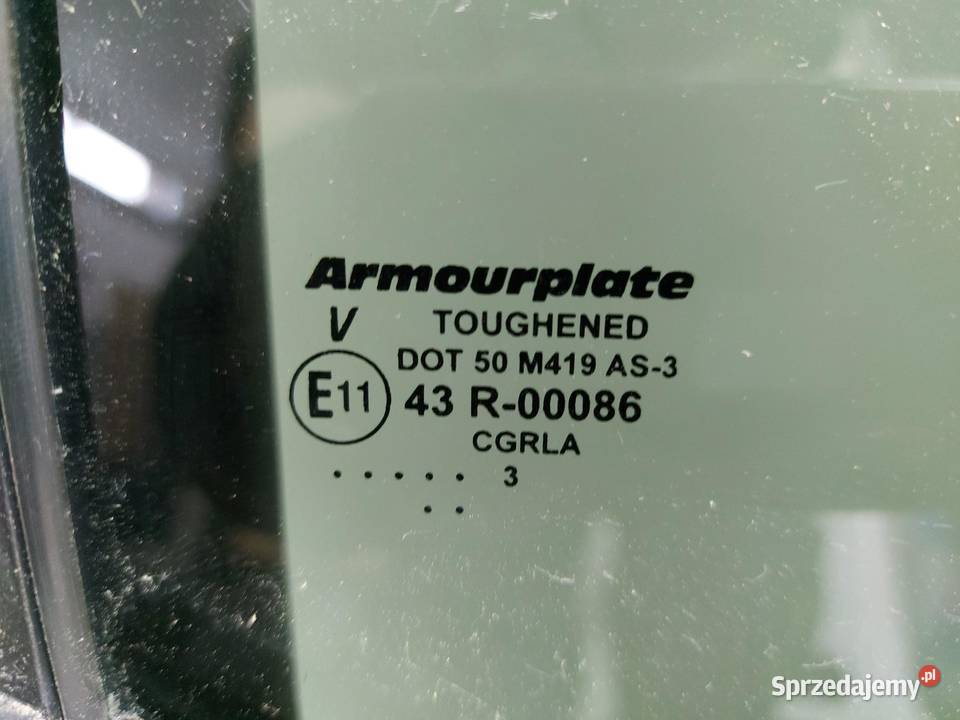 Armourplate
V TOUGHENED
DOT 50 M419 AS-3
E11 43 R-00086
CGRLA
. . . . . 3
. .
Sprzedajemy.pl